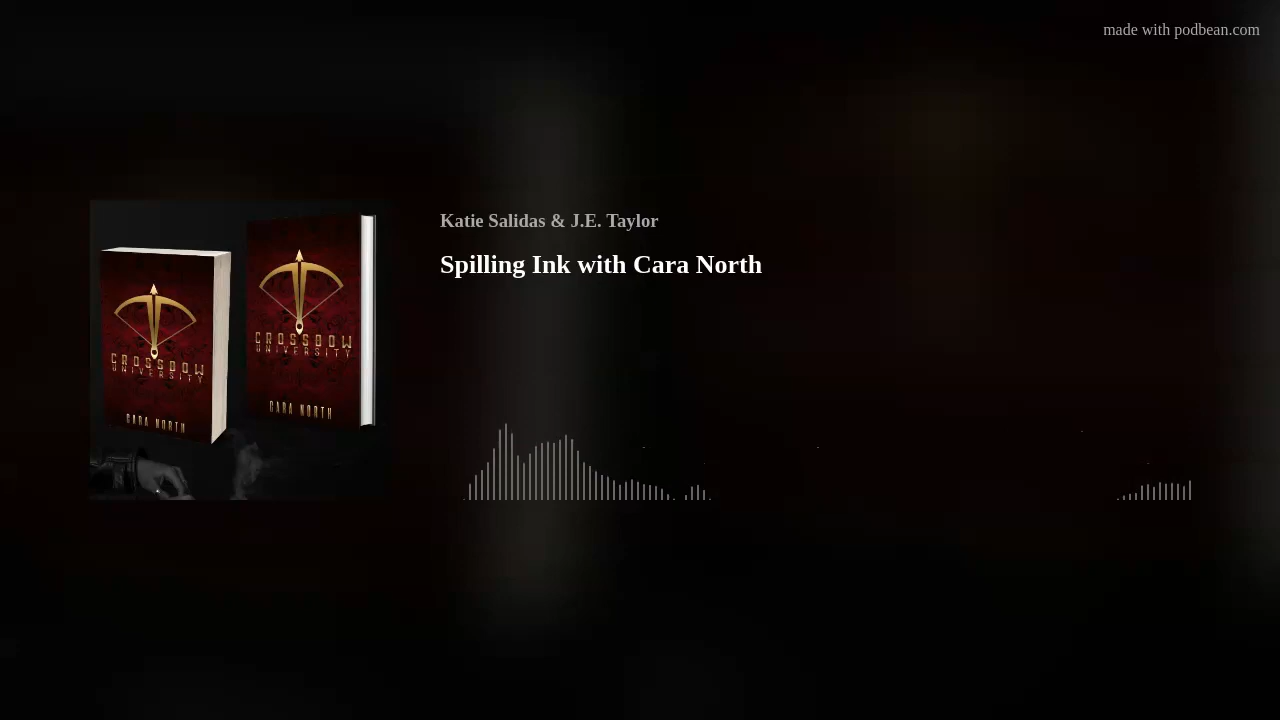 made with podbean.com
Katie Salidas & J.E. Taylor
Spilling Ink with Cara North
CROSSBOW
UNIVERSITY
CARA NORTH
CROSSBOW
UNIVERSITY
CARA NORTH